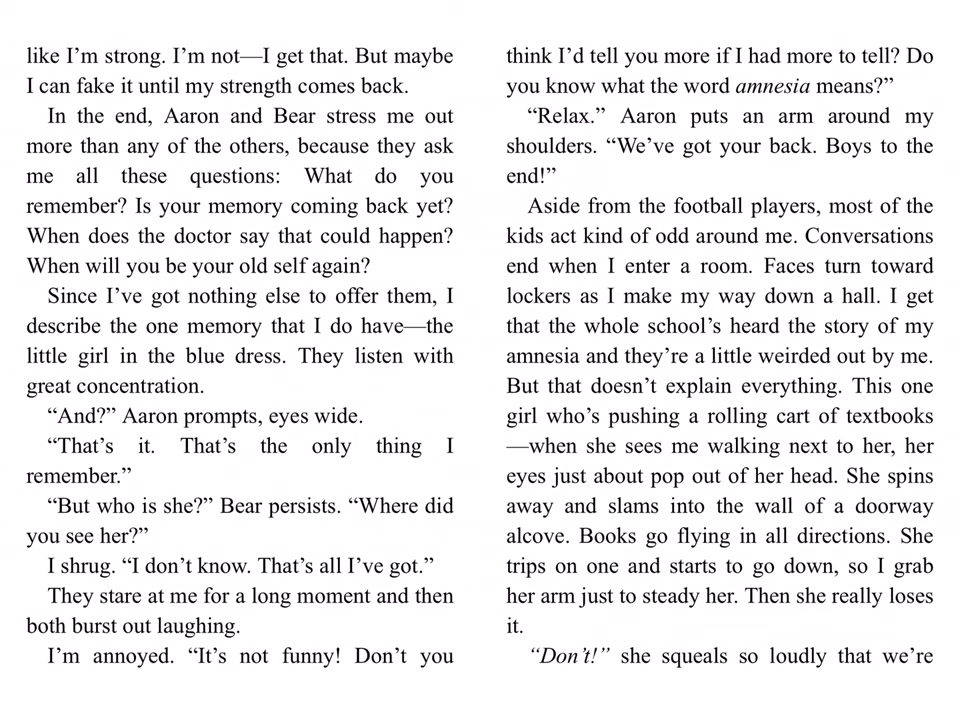 like I’m strong. I’m not—I get that. But maybe
I can fake it until my strength comes back.
In the end, Aaron and Bear stress me out
more than any of the others, because they ask
me all these questions: What do you
remember? Is your memory coming back yet?
When does the doctor say that could happen?
When will you be your old self again?
Since I’ve got nothing else to offer them, I
describe the one memory that I do have—the
little girl in the blue dress. They listen with
great concentration.
“And?” Aaron prompts, eyes wide.
“That’s it. That’s the only thing I
remember.”
“But who is she?” Bear persists. “Where did
you see her?”
I shrug. “I don’t know. That’s all I’ve got.”
They stare at me for a long moment and then
both burst out laughing.
I’m annoyed. “It’s not funny! Don’t you
think I’d tell you more if I had more to tell? Do
you know what the word amnesia means?”
“Relax.” Aaron puts an arm around my
shoulders. “We’ve got your back. Boys to the
end!”
Aside from the football players, most of the
kids act kind of odd around me. Conversations
end when I enter a room. Faces turn toward
lockers as I make my way down a hall. I get
that the whole school’s heard the story of my
amnesia and they’re a little weirded out by me.
But that doesn’t explain everything. This one
girl who’s pushing a rolling cart of textbooks
—when she sees me walking next to her, her
eyes just about pop out of her head. She spins
away and slams into the wall of a doorway
alcove. Books go flying in all directions. She
trips on one and starts to go down, so I grab
her arm just to steady her. Then she really loses
it.
“Don’t!” she squeals so loudly that we’re